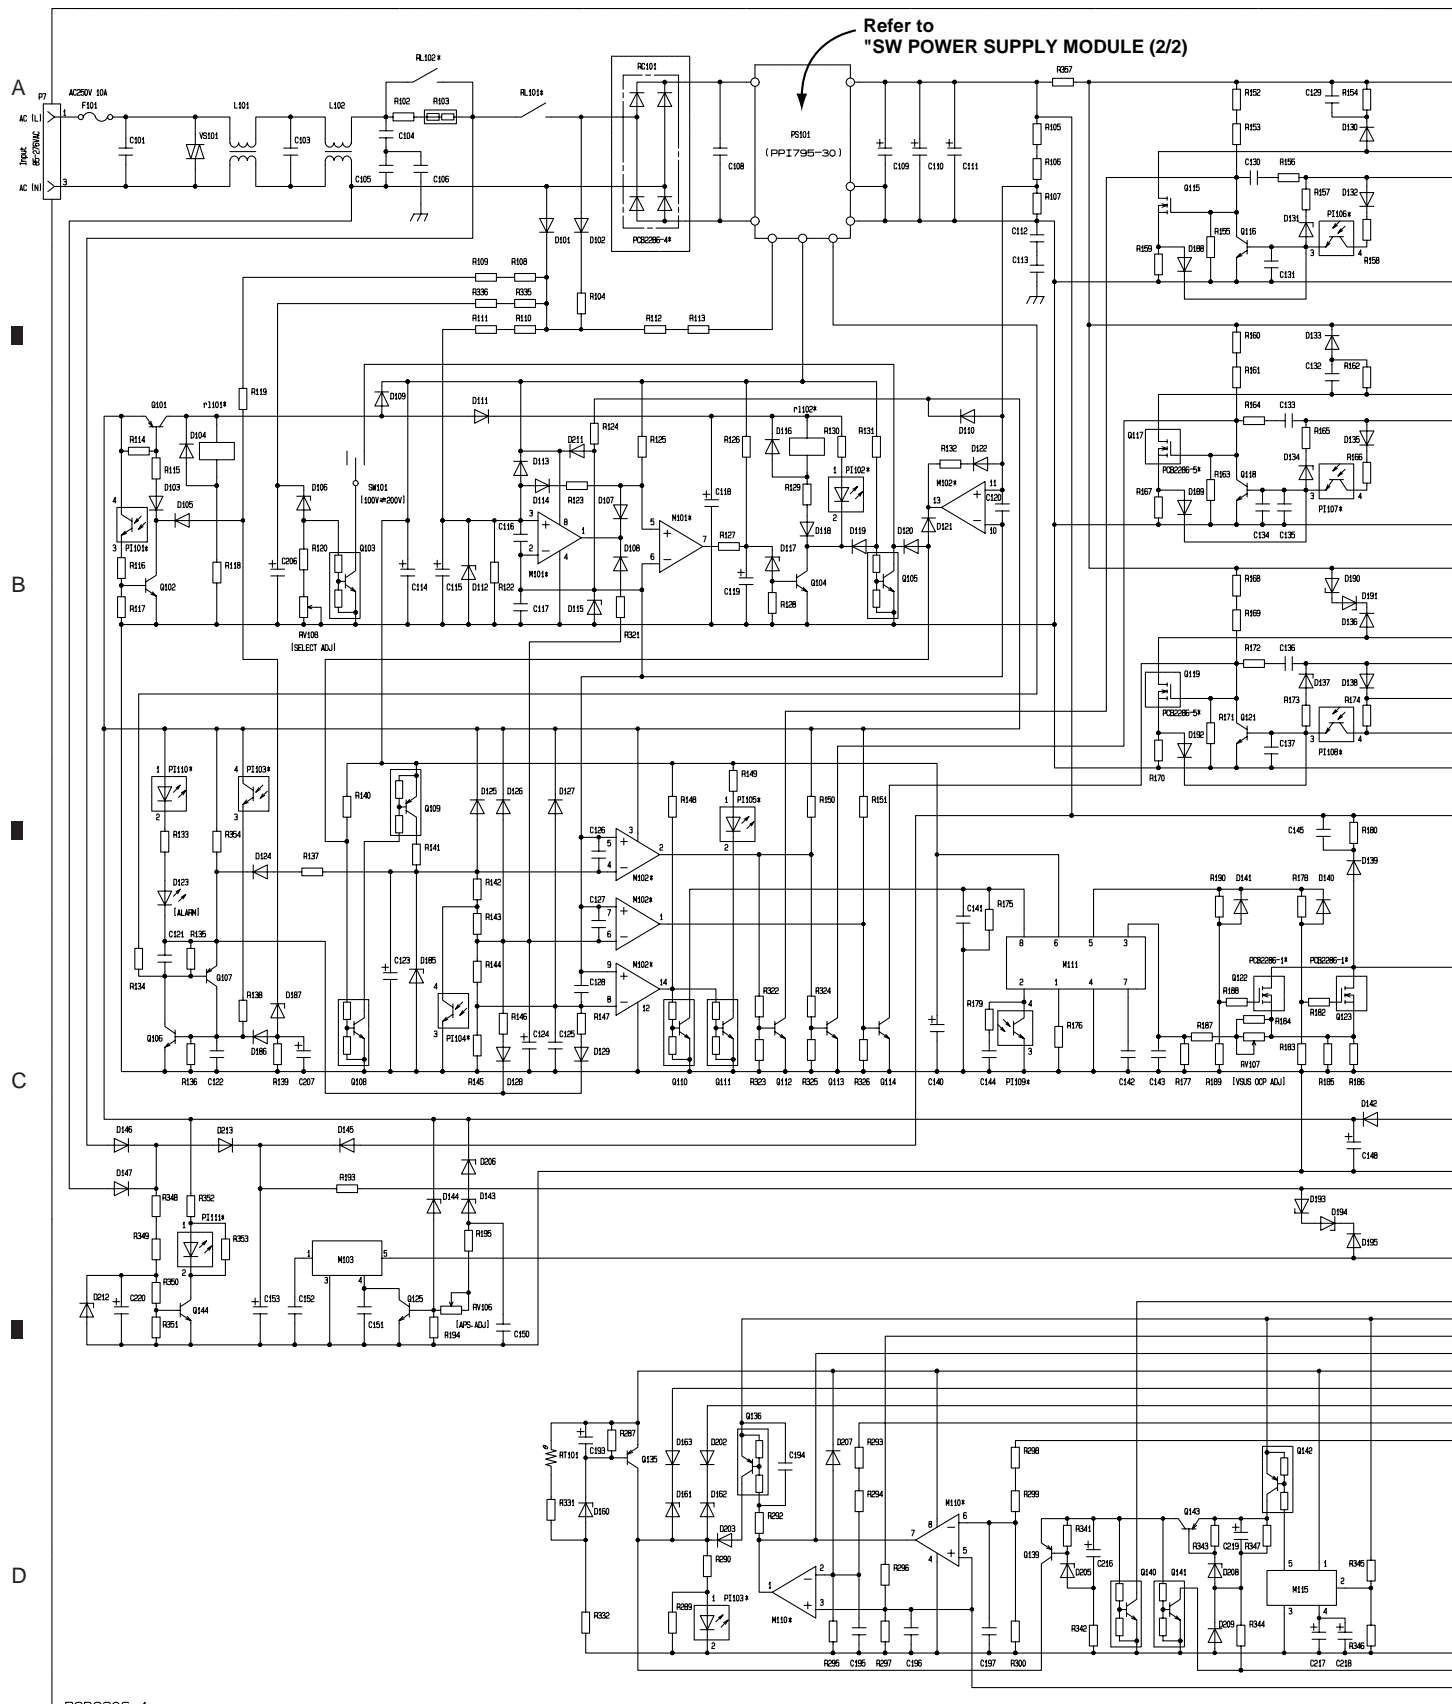 Refer to
"SW POWER SUPPLY MODULE (2/2)
A
P7
AC250V 10A
F101
L101
L102
RL102*
R102
R103
RL101*
RC101
R357
R152
C129
R154
AC (L)
1
C101
VS101
C103
C104
C108
PS101
(PPI795-30)
C109
C110
C111
R105
R106
R107
R153
D130
Input
85-276VAC
AC (N)
3
C105
C106
C130
R156
Q115
R157
D132
D131
PI106*
D101
D102
PCB2286-4*
C112
C113
R159
D188
R155
Q116
C131
3
4
R158
R109
R108
R336
R335
R104
R111
R110
R112
R113
R160
D133
R161
C132
R162
R119
D109
Q101
rl101*
D111
R124
rl102*
D110
R164
C133
R114
D104
D211
R125
R126
D116
R130
R131
R132
D122
Q117
R165
D135
R115
D113
PI102*
M102*
11
D134
R166
D103
D106
SW101
[100V⇌200V]
D114
R123
D107
C118
R129
13
C120
PCB2286-5*
R163
Q118
4
D105
C116
M101*
D118
D121
10
R167
D189
PI107*
PI101*
R120
Q103
R127
D119
D120
C134
C135
R116
C206
D108
D117
B
Q102
R118
C114
C115
D112
R122
M101*
C119
Q104
Q105
R168
D190
D191
R117
C117
D115
R128
R169
D136
RV108
[SELECT ADJ]
R321
R172
C136
Q119
D137
D138
PCB2286-5*
R173
R174
R171
Q121
D192
C137
R170
PI108*
PI110*
PI103*
R140
Q109
D125
D126
D127
R148
R149
PI105*
R150
R151
R133
R354
R141
C126
C145
R180
D124
R137
M102*
D139
D123
[ALARM]
R142
R190
D141
R178
D140
R143
C127
M102*
C141
R175
C121
R135
8
6
5
3
M111
R134
Q107
C123
D185
R144
M102*
PCB2286-1*
PCB2286-1*
R138
D187
C128
R322
R324
2
1
4
7
Q122
R188
R146
R147
R179
R182
Q123
Q106
D186
PI104*
C124
C125
R176
R187
R184
D129
R183
R136
C122
R139
C207
Q108
R145
D128
Q110
Q111
R323
Q112
R325
Q113
R326
Q114
C140
C144
PI109*
C142
C143
R177
R189
RV107
[VSUS OCP ADJ]
R185
R186
C
D146
D213
D145
D142
D206
C148
D147
R193
R348
R352
D144
D143
D193
PI111*
D194
R349
R353
M103
R195
D195
D212
C220
R350
Q144
C153
C152
C151
Q125
RV106
[APS-ADJ]
R351
R194
C150
Q136
RT101
C193
R287
Q135
D163
D202
C194
D207
R293
R298
Q142
R331
D160
D161
D162
R294
R299
R292
M110*
Q143
D203
R341
R343
C219
R347
R290
Q139
C216
R296
D205
Q140
Q141
D208
R345
D
R289
PI103*
M110*
M115
R332
R342
D209
R344
R346
R295
C195
R297
C196
C197
R300
C217
C218